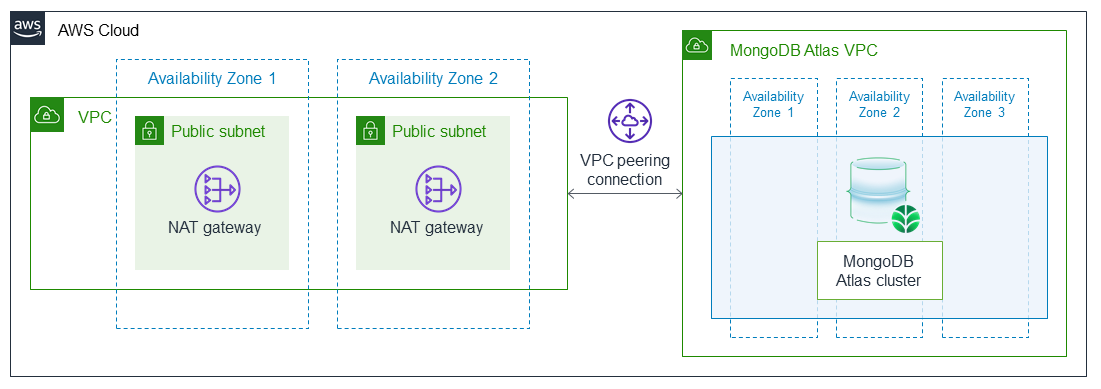 aws
AWS Cloud
Availability Zone 1
Availability Zone 2
VPC
Public subnet
NAT gateway
Public subnet
NAT gateway
VPC peering
connection
MongoDB Atlas VPC
Availability
Zone 1
Availability
Zone 2
Availability
Zone 3
MongoDB
Atlas cluster